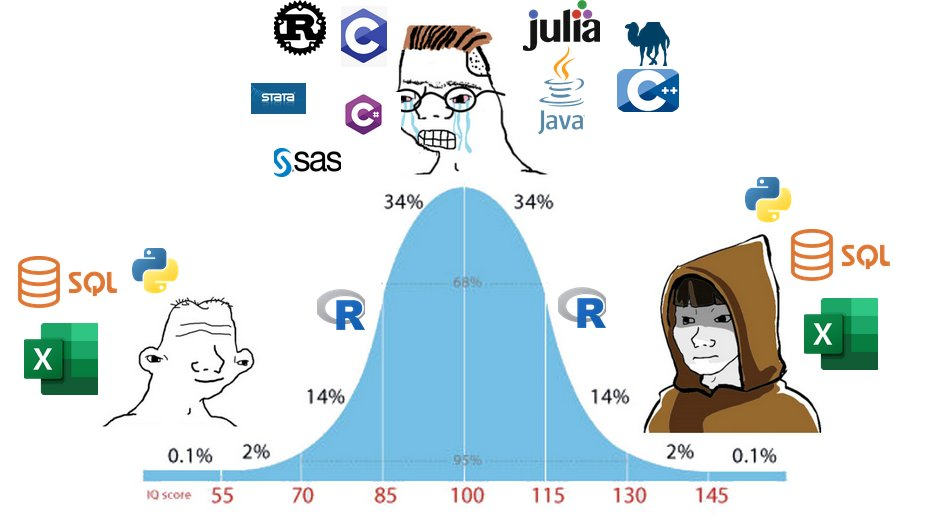 R
C
julia
STATA
C#
Java
C++
sas
34%
34%
SQL
SQL
68%
X
R
R
X
14%
14%
0.1%
2%
95%
2%
0.1%
IQ score
55
70
85
100
115
130
145